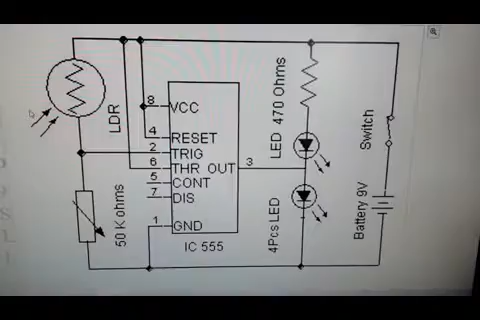 LDR
50 K ohms
8
VCC
4
RESET
2
TRIG
6
THR OUT
3
5
CONT
7
DIS
1
GND
IC 555
LED 470 Ohms
4Pcs LED
Switch
Battery 9V